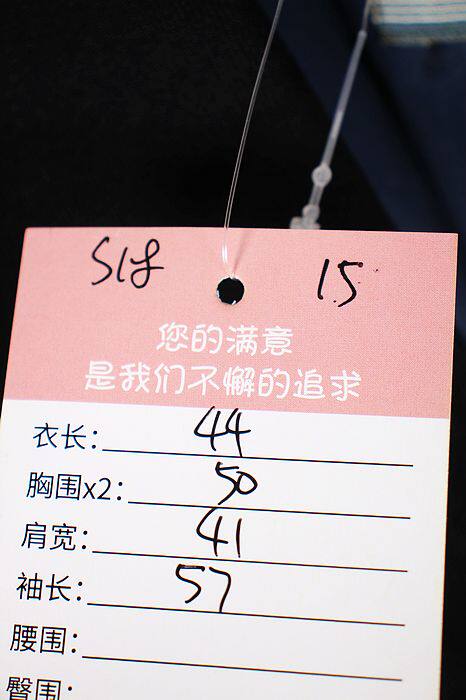 S18 15
您的满意
是我们不懈的追求
衣长: 44
胸围x2: 50
肩宽: 41
袖长: 57
腰围:
臀围: